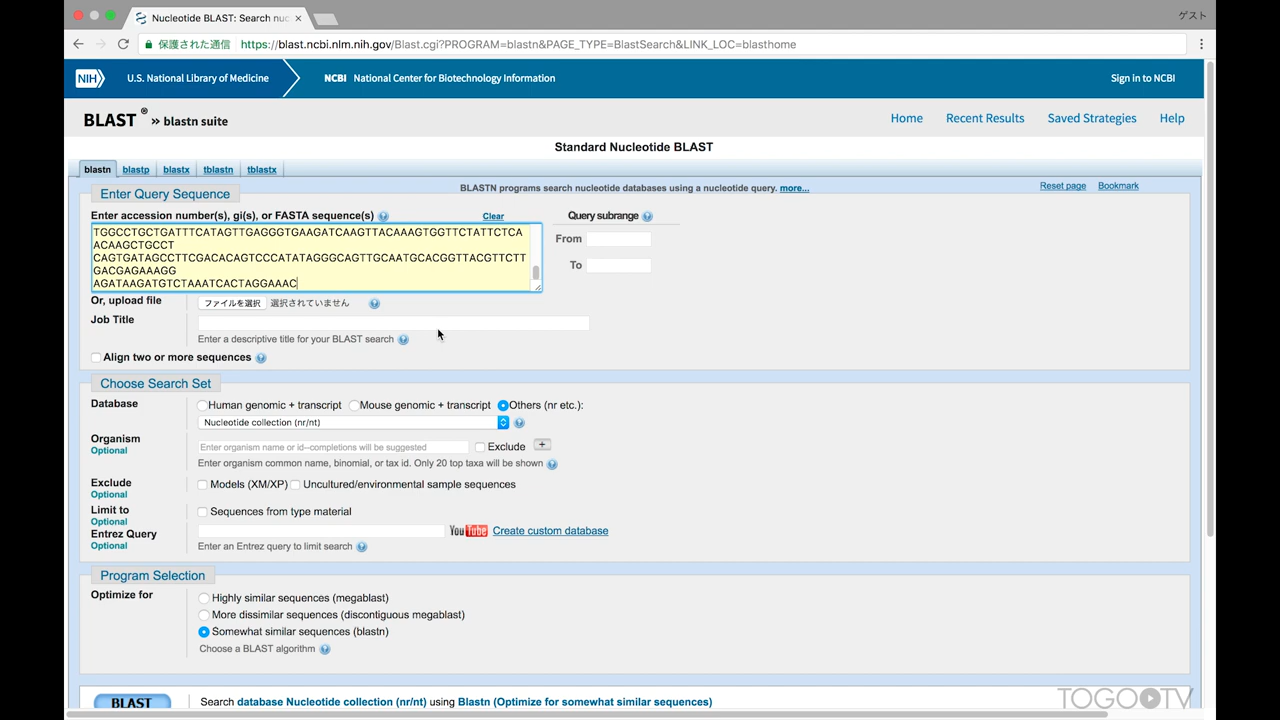 Nucleotide BLAST: Search nuc
ゲスト
保護された通信 https://blast.ncbi.nlm.nih.gov/Blast.cgi?PROGRAM=blastn&PAGE_TYPE=BlastSearch&LINK_LOC=blasthome
NIH U.S. National Library of Medicine NCBI National Center for Biotechnology Information Sign in to NCBI
BLAST ® » blastn suite Home Recent Results Saved Strategies Help
Standard Nucleotide BLAST
blastn blastp blastx tblastn tblastx
Enter Query Sequence BLASTN programs search nucleotide databases using a nucleotide query. more... Reset page Bookmark
Enter accession number(s), gi(s), or FASTA sequence(s) Clear Query subrange
TGGCCTGCTGATTTCATAGTTGAGGGTGAAGATCAAGTTACAAAGTGGTTCTATTCTCA
ACAAGCTGCCT
CAGTGATAGCCTTCGACACAGTCCCATATAGGGCAGTTGCAATGCACGGTTACGTTCTT
GACGAGAAAGG
AGATAAGATGTCTAAATCACTAGGAAAC
From
To
Or, upload file ファイルを選択 選択されていません
Job Title
Enter a descriptive title for your BLAST search
Align two or more sequences
Choose Search Set
Database Human genomic + transcript Mouse genomic + transcript Others (nr etc.):
Nucleotide collection (nr/nt)
Organism
Optional
Enter organism name or id--completions will be suggested Exclude +
Enter organism common name, binomial, or tax id. Only 20 top taxa will be shown
Exclude
Optional
Models (XM/XP) Uncultured/environmental sample sequences
Limit to
Optional
Sequences from type material
Entrez Query
Optional
YouTube Create custom database
Enter an Entrez query to limit search
Program Selection
Optimize for
Highly similar sequences (megablast)
More dissimilar sequences (discontiguous megablast)
Somewhat similar sequences (blastn)
Choose a BLAST algorithm
BLAST Search database Nucleotide collection (nr/nt) using Blastn (Optimize for somewhat similar sequences)
TOGO TV